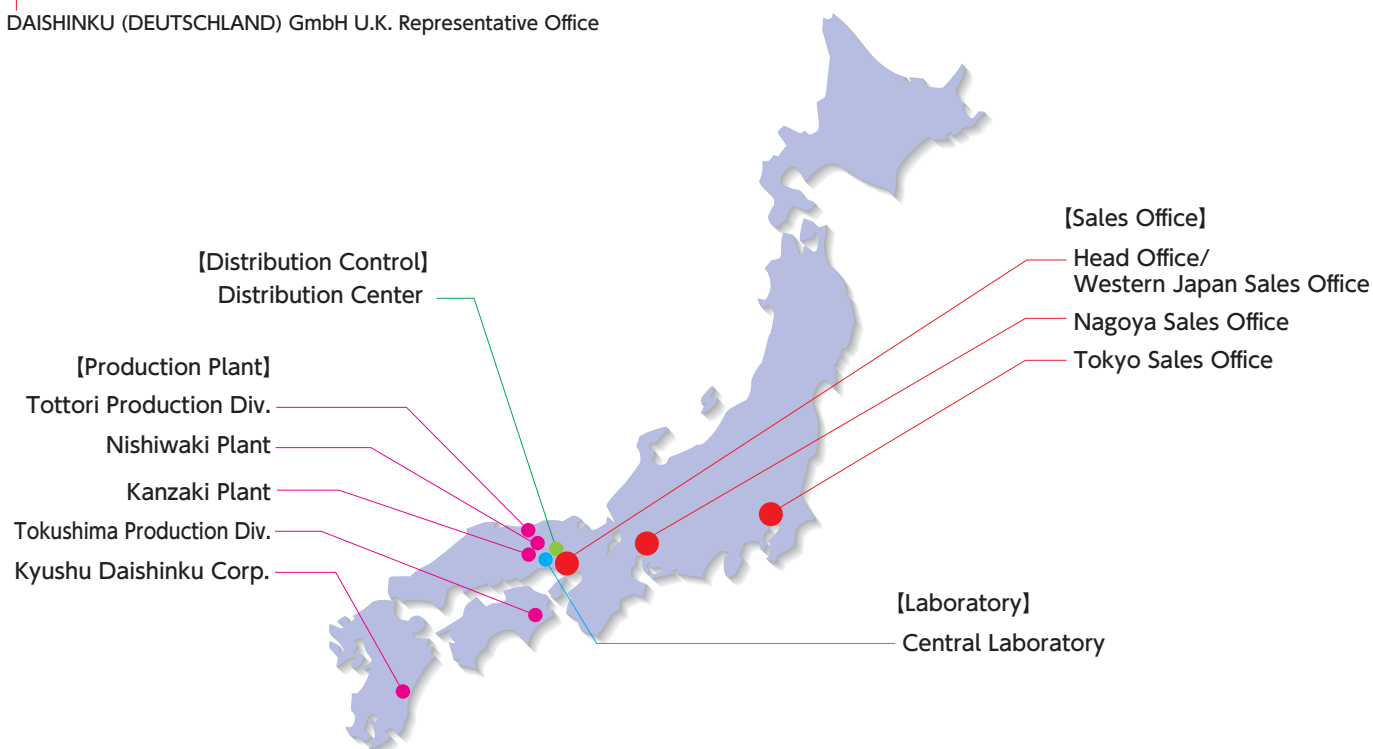 DAISHINKU (DEUTSCHLAND) GmbH U.K. Representative Office
【Sales Office】
Head Office/
Western Japan Sales Office
Nagoya Sales Office
Tokyo Sales Office
【Distribution Control】
Distribution Center
【Production Plant】
Tottori Production Div.
Nishiwaki Plant
Kanzaki Plant
Tokushima Production Div.
Kyushu Daishinku Corp.
【Laboratory】
Central Laboratory